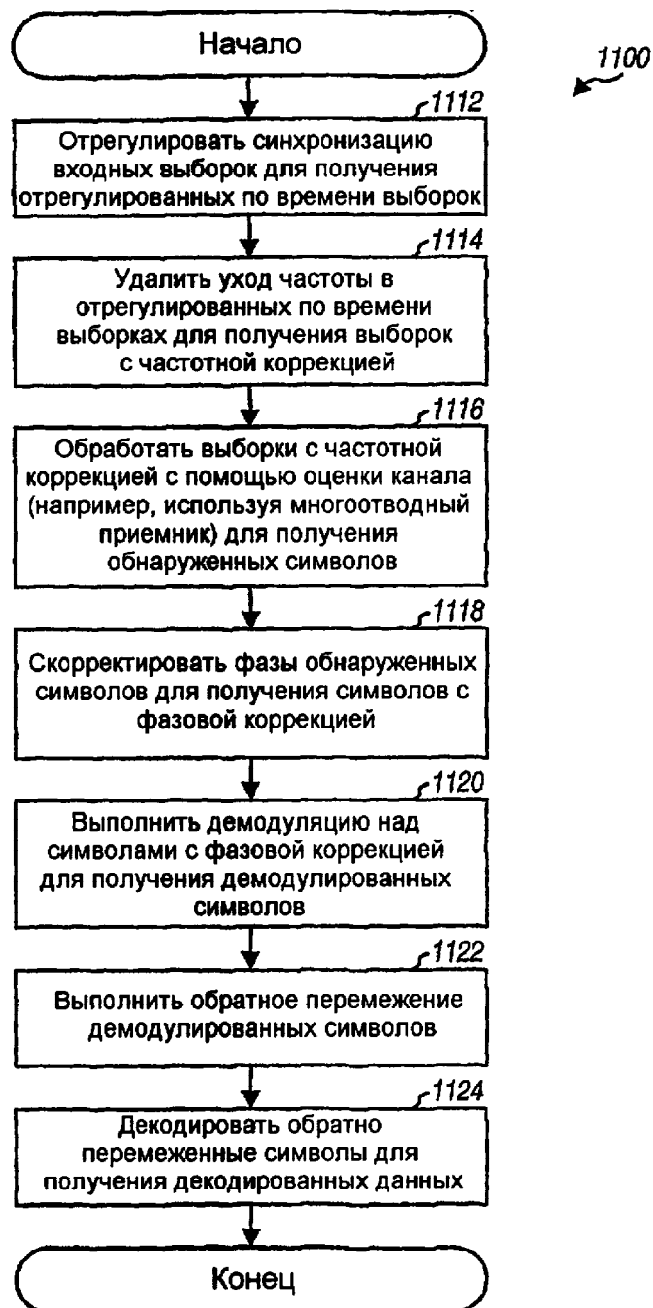 Начало
1100
1112
Отрегулировать синхронизацию
входных выборок для получения
отрегулированных по времени выборок
1114
Удалить уход частоты в
отрегулированных по времени
выборках для получения выборок
с частотной коррекцией
1116
Обработать выборки с частотной
коррекцией с помощью оценки канала
(например, используя многоотводный
приемник) для получения
обнаруженных символов
1118
Скорректировать фазы обнаруженных
символов для получения символов с
фазовой коррекцией
1120
Выполнить демодуляцию над
символами с фазовой коррекцией
для получения демодулированных
символов
1122
Выполнить обратное перемежение
демодулированных символов
1124
Декодировать обратно
перемеженные символы для
получения декодированных данных
Конец